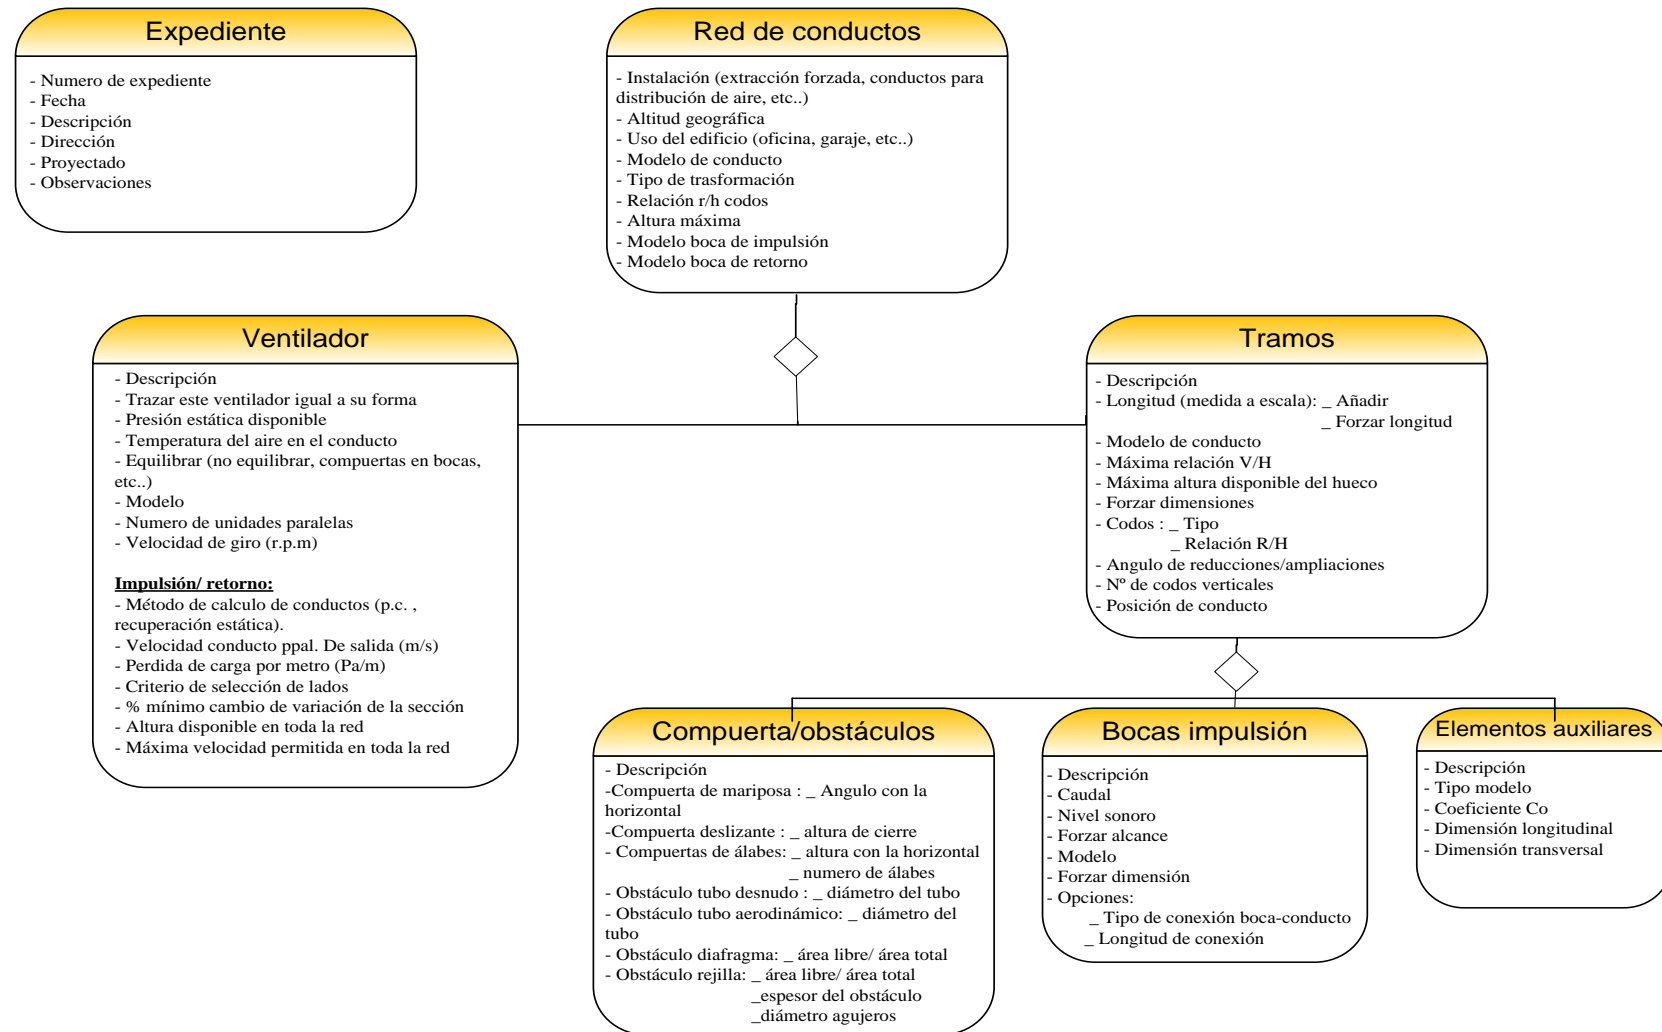 Expediente
- Numero de expediente
- Fecha
- Descripción
- Dirección
- Proyectado
- Observaciones
Red de conductos
- Instalación (extracción forzada, conductos para
distribución de aire, etc..)
- Altitud geográfica
- Uso del edificio (oficina, garaje, etc..)
- Modelo de conducto
- Tipo de trasformación
- Relación r/h codos
- Altura máxima
- Modelo boca de impulsión
- Modelo boca de retorno
Ventilador
- Descripción
- Trazar este ventilador igual a su forma
- Presión estática disponible
- Temperatura del aire en el conducto
- Equilibrar (no equilibrar, compuertas en bocas,
etc..)
- Modelo
- Numero de unidades paralelas
- Velocidad de giro (r.p.m)
Impulsión/ retorno:
- Método de calculo de conductos (p.c. ,
recuperación estática).
- Velocidad conducto ppal. De salida (m/s)
- Perdida de carga por metro (Pa/m)
- Criterio de selección de lados
- % mínimo cambio de variación de la sección
- Altura disponible en toda la red
- Máxima velocidad permitida en toda la red
Tramos
- Descripción
- Longitud (medida a escala): _ Añadir
_ Forzar longitud
- Modelo de conducto
- Máxima relación V/H
- Máxima altura disponible del hueco
- Forzar dimensiones
- Codos : _ Tipo
_ Relación R/H
- Angulo de reducciones/ampliaciones
- Nº de codos verticales
- Posición de conducto
Compuerta/obstáculos
- Descripción
-Compuerta de mariposa : _ Angulo con la
horizontal
-Compuerta deslizante : _ altura de cierre
- Compuertas de álabes: _ altura con la horizontal
_ numero de álabes
- Obstáculo tubo desnudo : _ diámetro del tubo
- Obstáculo tubo aerodinámico: _ diámetro del
tubo
- Obstáculo diafragma: _ área libre/ área total
- Obstáculo rejilla: _ área libre/ área total
_espesor del obstáculo
_diámetro agujeros
Bocas impulsión
- Descripción
- Caudal
- Nivel sonoro
- Forzar alcance
- Modelo
- Forzar dimensión
- Opciones:
_ Tipo de conexión boca-conducto
_ Longitud de conexión
Elementos auxiliares
- Descripción
- Tipo modelo
- Coeficiente Co
- Dimensión longitudinal
- Dimensión transversal